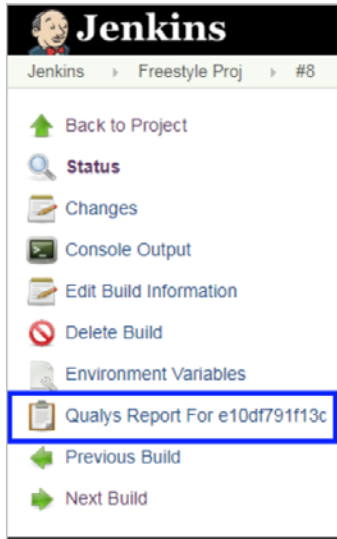 Jenkins
Jenkins Freestyle Proj #8
Back to Project
Status
Changes
Console Output
Edit Build Information
Delete Build
Environment Variables
Qualys Report For e10df791f13c
Previous Build
Next Build